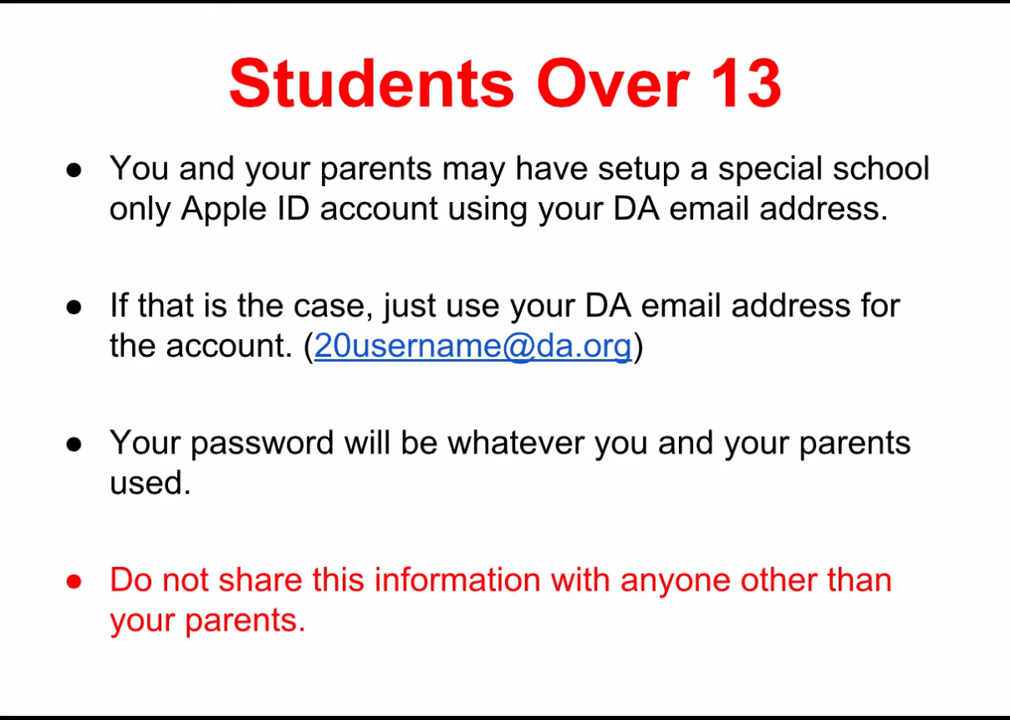 Students Over 13
● You and your parents may have setup a special school
only Apple ID account using your DA email address.
● If that is the case, just use your DA email address for
the account. (20username@da.org)
● Your password will be whatever you and your parents
used.
● Do not share this information with anyone other than
your parents.